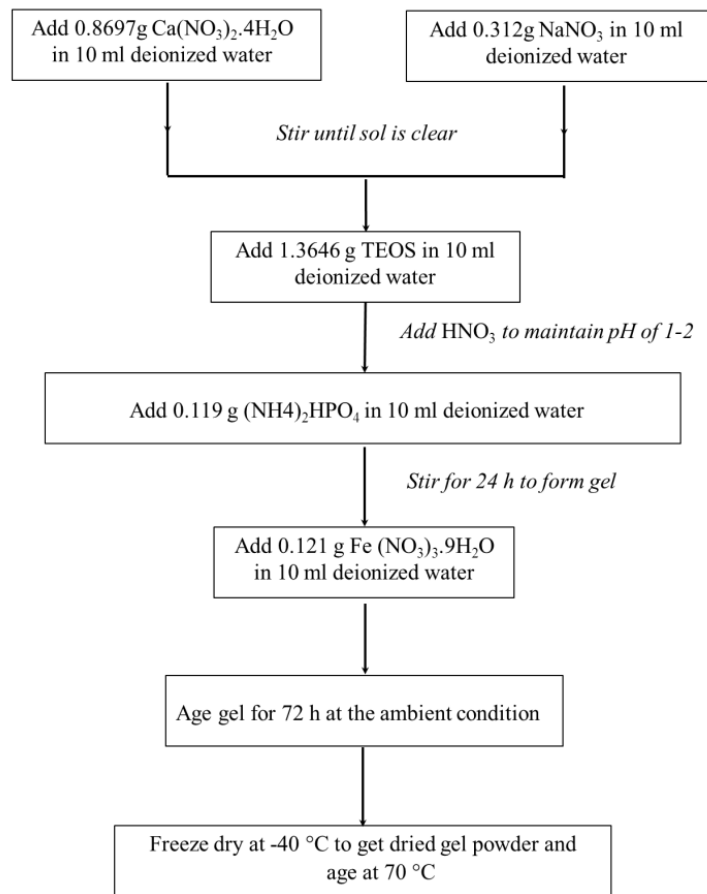 Add 0.8697g Ca(NO₃)₂.4H₂O
in 10 ml deionized water
Add 0.312g NaNO₃ in 10 ml
deionized water
Stir until sol is clear
Add 1.3646 g TEOS in 10 ml
deionized water
Add HNO₃ to maintain pH of 1-2
Add 0.119 g (NH4)₂HPO₄ in 10 ml deionized water
Stir for 24 h to form gel
Add 0.121 g Fe (NO₃)₃.9H₂O
in 10 ml deionized water
Age gel for 72 h at the ambient condition
Freeze dry at -40 °C to get dried gel powder and
age at 70 °C